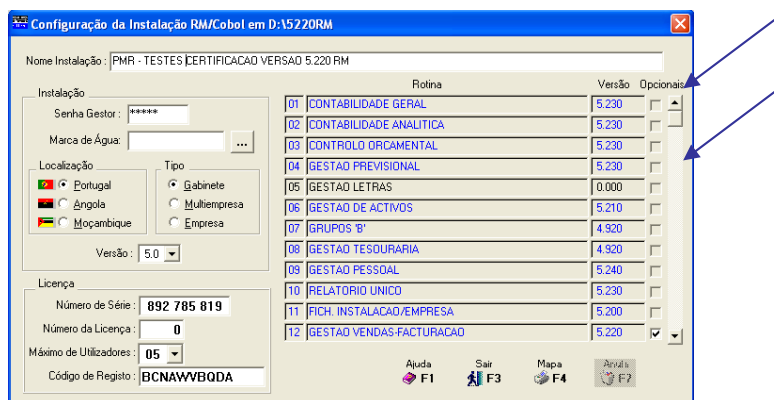 Configuração da Instalação RM/Cobol em D:\5220RM
Nome Instalação : PMR - TESTES CERTIFICACAO VERSAO 5.220 RM
Instalação
Senha Gestor : *****
Marca de Água: ...
Localização
Portugal
Angola
Moçambique
Tipo
Gabinete
Multiempresa
Empresa
Versão : 5.0
Licença
Número de Série : 892 785 819
Número da Licença : 0
Máximo de Utilizadores : 05
Código de Registo : BCNAWVBQDA
Rotina Versão Opcionais
01 CONTABILIDADE GERAL 5.230
02 CONTABILIDADE ANALITICA 5.230
03 CONTROLO ORCAMENTAL 5.230
04 GESTAO PREVISIONAL 5.230
05 GESTAO LETRAS 0.000
06 GESTAO DE ACTIVOS 5.210
07 GRUPOS 'B' 4.920
08 GESTAO TESOURARIA 4.920
09 GESTAO PESSOAL 5.240
10 RELATORIO UNICO 5.230
11 FICH. INSTALACAO/EMPRESA 5.200
12 GESTAO VENDAS-FACTURACAO 5.220
Ajuda Sair Mapa Anula
F1 F3 F4 F7